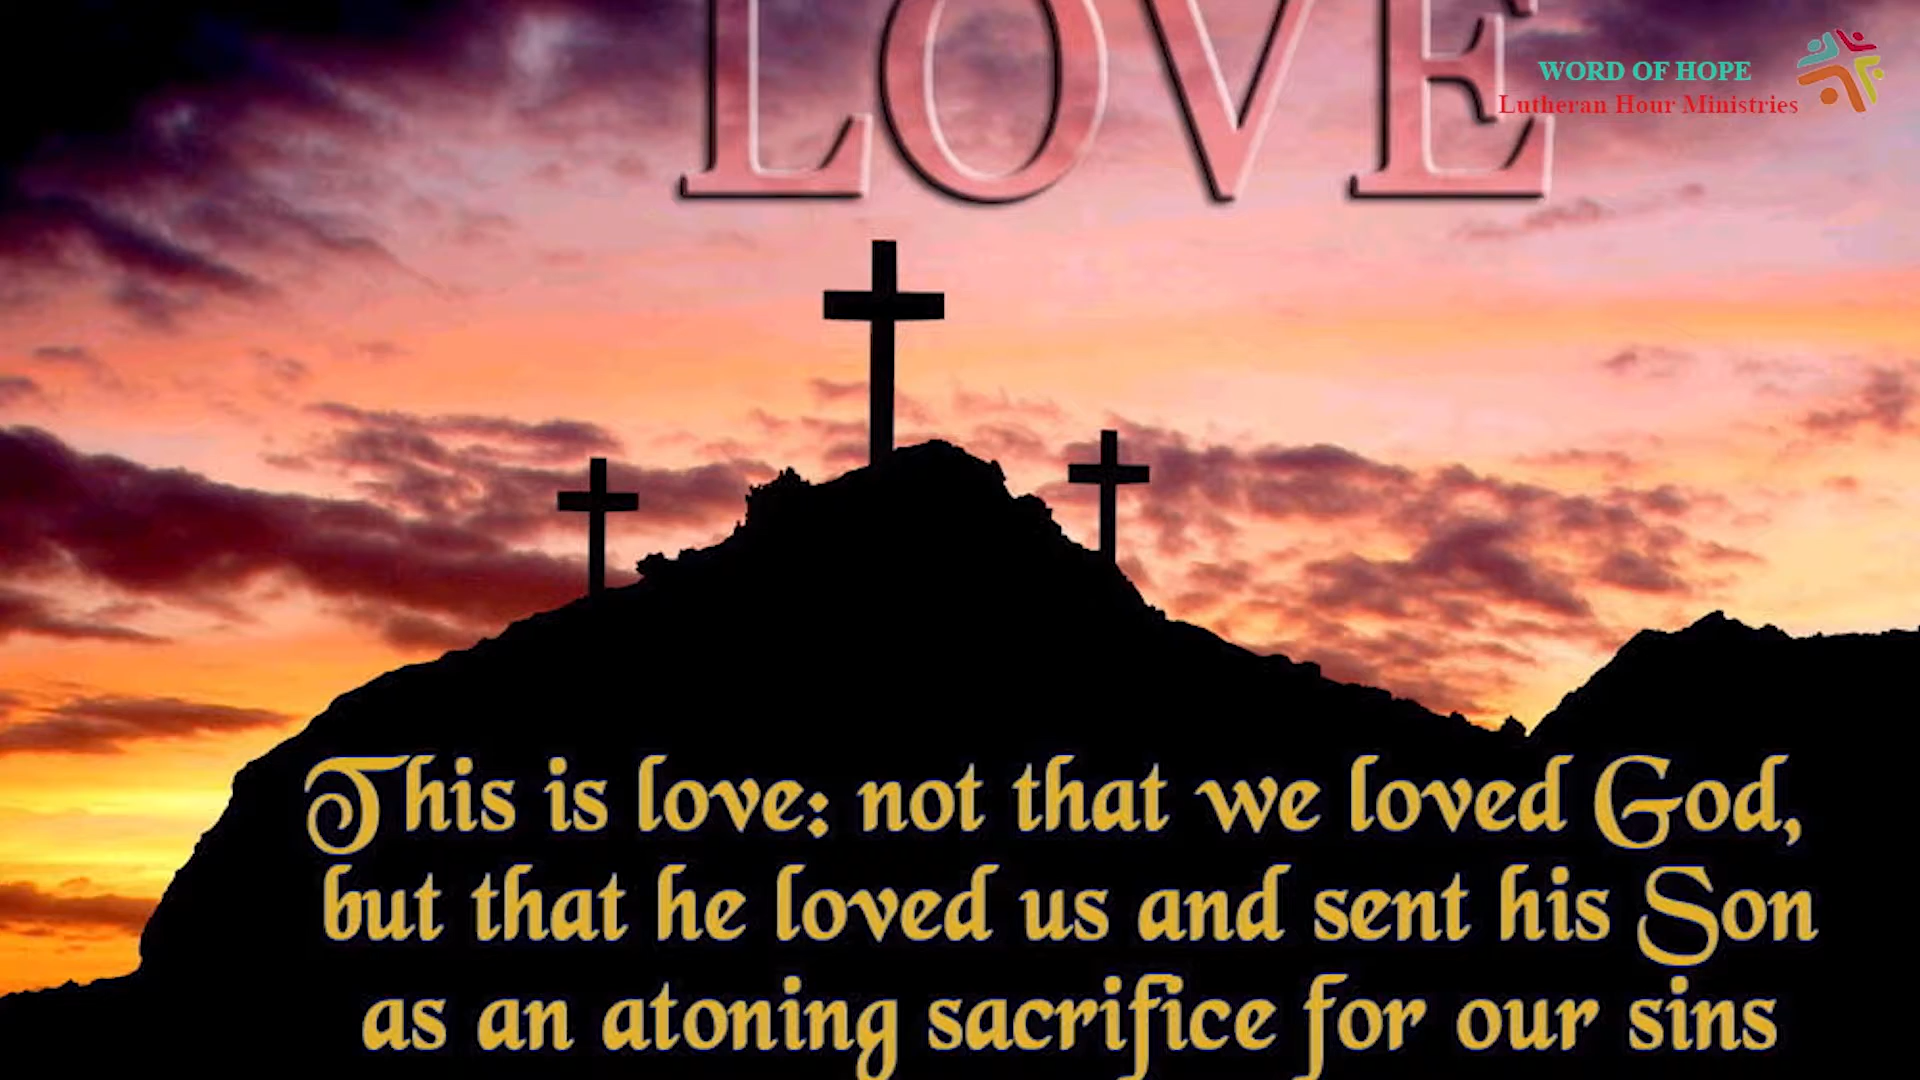 LOVE
WORD OF HOPE
Lutheran Hour Ministries
This is love: not that we loved God,
but that he loved us and sent his Son
as an atoning sacrifice for our sins